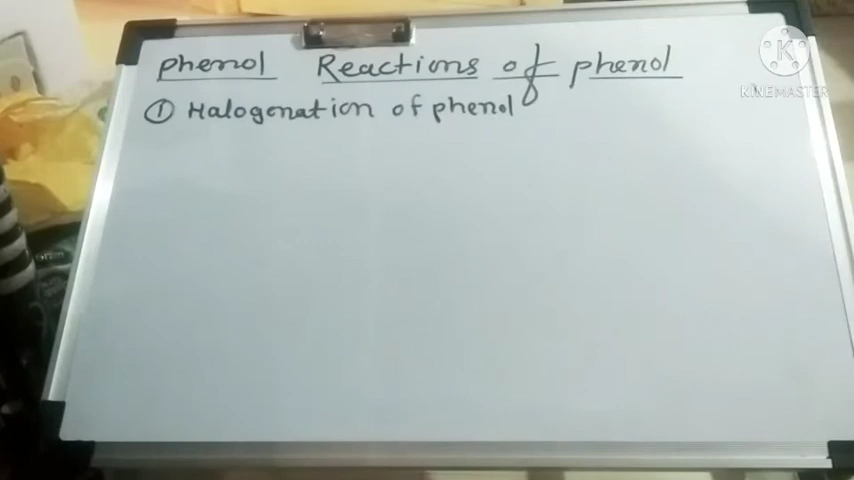 phenol Reactions of phenol
① Halogenation of phenol
K
KINEMASTER